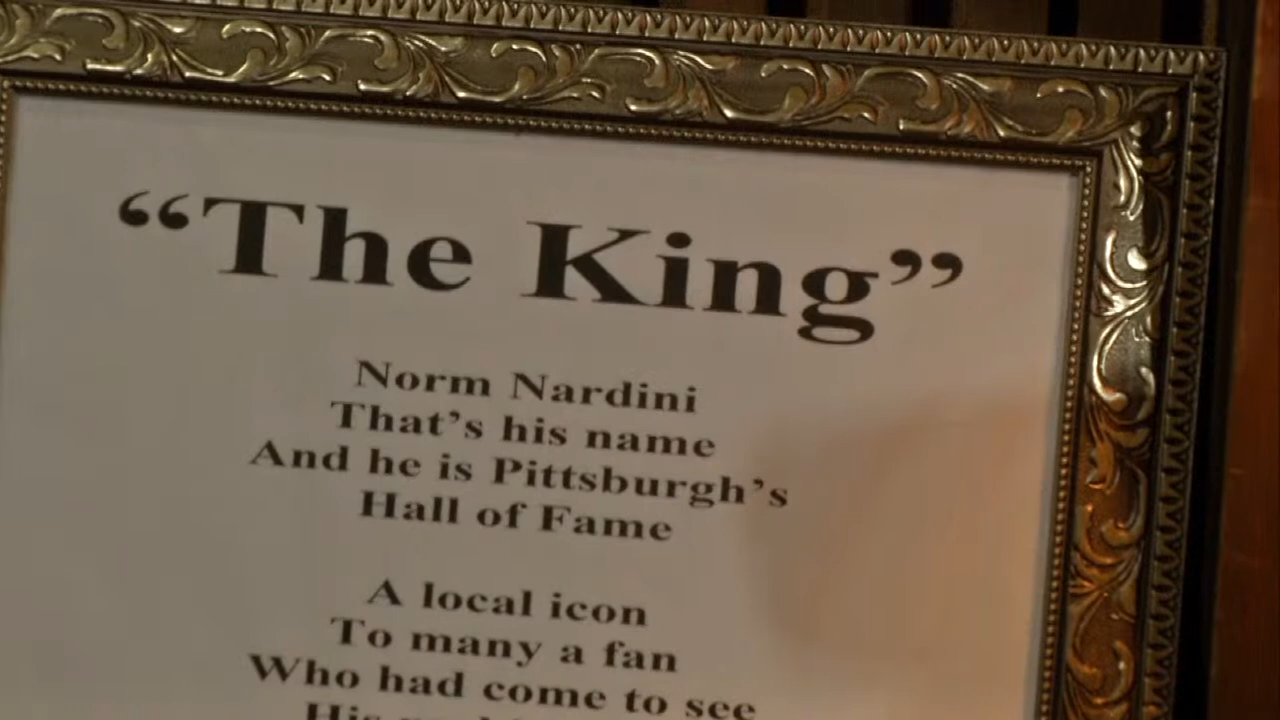 “The King”
Norm Nardini
That’s his name
And he is Pittsburgh’s
Hall of Fame
A local icon
To many a fan
Who had come to see
His